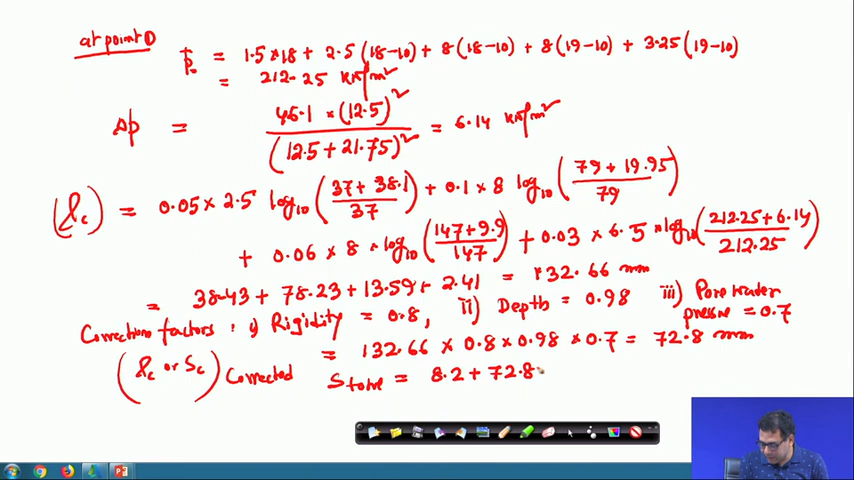 at point ①
p̄₀ = 1.5×18 + 2.5(18-10) + 8(18-10) + 8(19-10) + 3.25(19-10)
= 212.25 kN/m²
Δp = 46.1 × (12.5)² / (12.5 + 21.75)² = 6.14 kN/m²
(ρc) = 0.05 × 2.5 log₁₀ ((37 + 38.1)/37) + 0.1 × 8 log₁₀ ((79 + 19.95)/79)
+ 0.06 × 8 × log₁₀ ((147 + 9.9)/147) + 0.03 × 6.5 × log₁₀ ((212.25 + 6.14)/212.25)
= 38.43 + 78.23 + 13.59 + 2.41 = 132.66 mm
Correction factors : i) Rigidity = 0.8, ii) Depth = 0.98 iii) Pore water pressure = 0.7
= 132.66 × 0.8 × 0.98 × 0.7 = 72.8 mm
(ρc or Sc) Corrected Stotal = 8.2 + 72.8